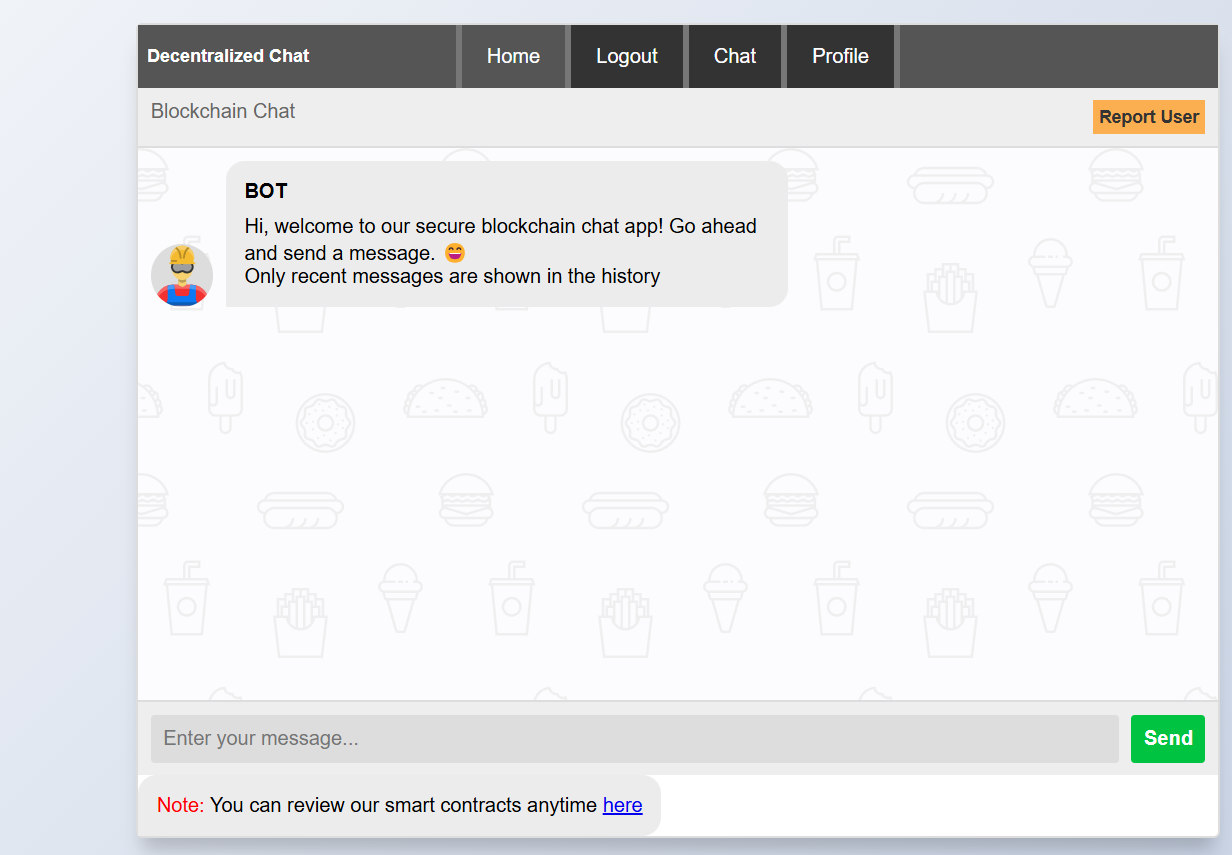 Decentralized Chat Home Logout Chat Profile
Blockchain Chat Report User
BOT
Hi, welcome to our secure blockchain chat app! Go ahead
and send a message. 😄
Only recent messages are shown in the history
Enter your message... Send
Note: You can review our smart contracts anytime here